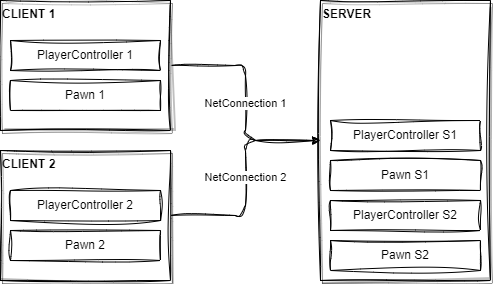 CLIENT 1
PlayerController 1
Pawn 1
NetConnection 1
CLIENT 2
PlayerController 2
Pawn 2
NetConnection 2
SERVER
PlayerController S1
Pawn S1
PlayerController S2
Pawn S2